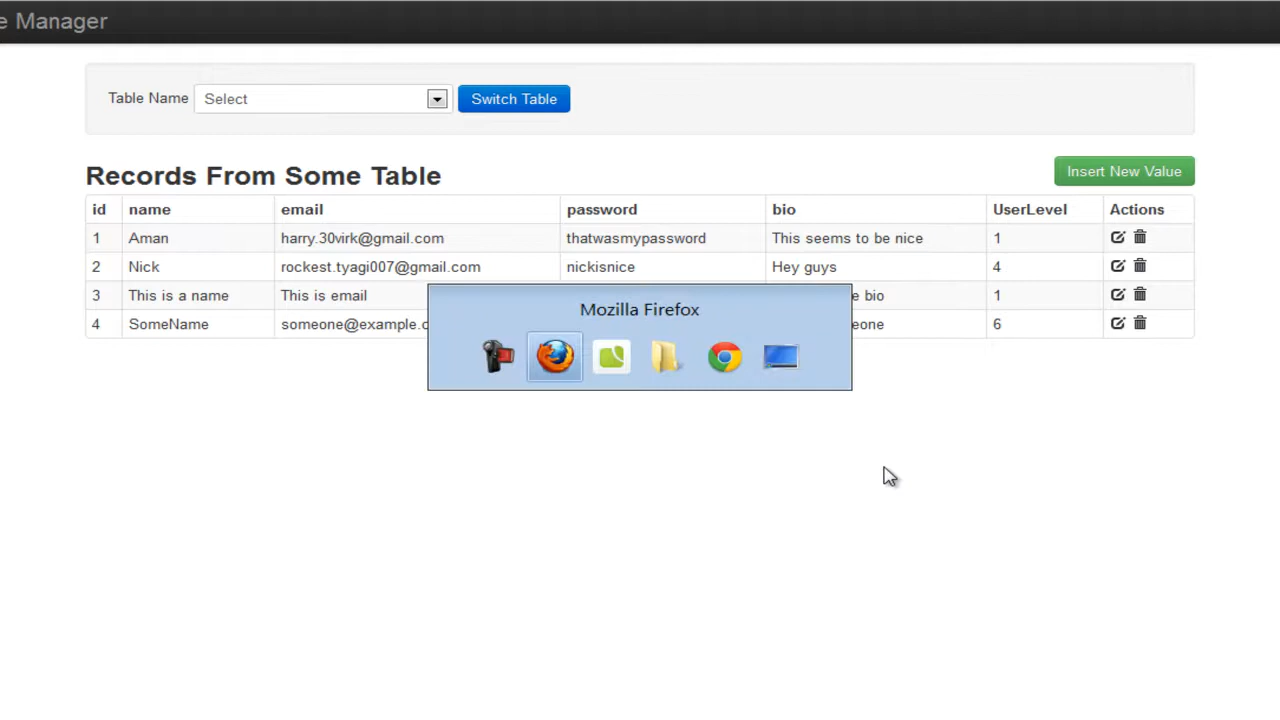 e Manager
Table Name Select Switch Table
Records From Some Table Insert New Value
id name email password bio UserLevel Actions
1 Aman harry.30virk@gmail.com thatwasmypassword This seems to be nice 1
2 Nick rockest.tyagi007@gmail.com nickisnice Hey guys 4
3 This is a name This is email e bio 1
4 SomeName someone@example.c eone 6
Mozilla Firefox